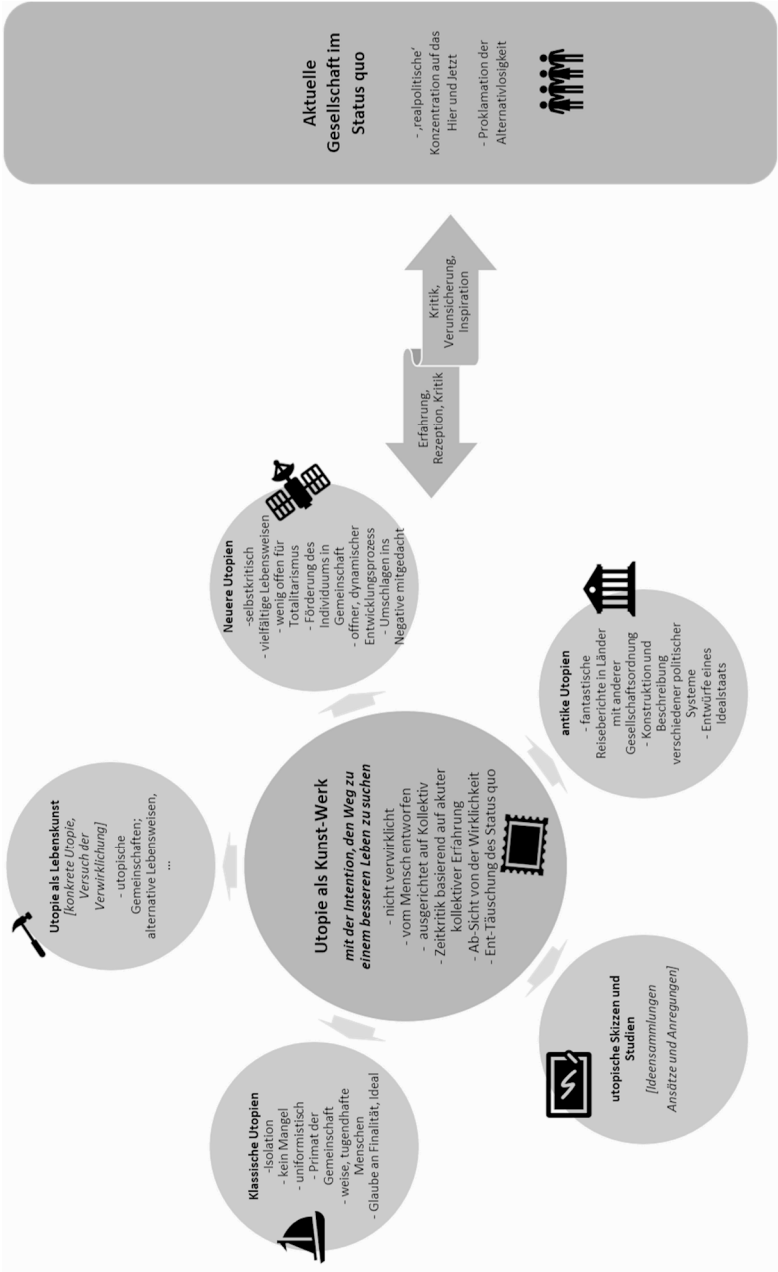 Utopie als Lebenskunst
[konkrete Utopie,
Versuch der
Verwirklichung]
- utopische
Gemeinschaften;
alternative Lebensweisen,
...
Klassische Utopien
-Isolation
- kein Mangel
- uniformistisch
- Primat der
Gemeinschaft
- weise, tugendhafte
Menschen
- Glaube an Finalität, Ideal
Utopie als Kunst-Werk
mit der Intention, den Weg zu
einem besseren Leben zu suchen
- nicht verwirklicht
- vom Mensch entworfen
- ausgerichtet auf Kollektiv
- Zeitkritik basierend auf akuter
kollektiver Erfahrung
- Ab-Sicht von der Wirklichkeit
- Ent-Täuschung des Status quo
Neuere Utopien
-selbstkritisch
- vielfältige Lebensweisen
- wenig offen für
Totalitarismus
- Förderung des
Individuums in
Gemeinschaft
- offner, dynamischer
Entwicklungsprozess
- Umschlagen ins
Negative mitgedacht
utopische Skizzen und
Studien
[Ideensammlungen
Ansätze und Anregungen]
antike Utopien
- fantastische
Reiseberichte in Länder
mit anderer
Gesellschaftsordnung
- Konstruktion und
Beschreibung
verschiedener politischer
Systeme
- Entwürfe eines
Idealstaats
Erfahrung,
Rezeption, Kritik
Kritik,
Verunsicherung,
Inspiration
Aktuelle
Gesellschaft im
Status quo
- ‚realpolitische‘
Konzentration auf das
Hier und Jetzt
- Proklamation der
Alternativlosigkeit